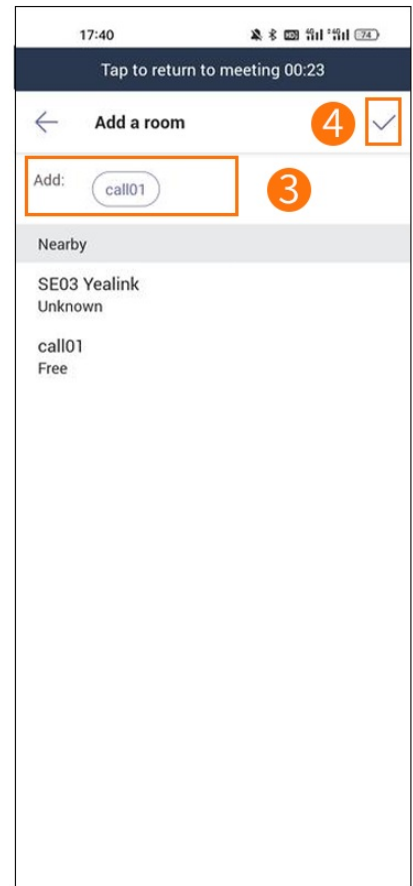 17:40
74
Tap to return to meeting 00:23
Add a room
4
Add:
call01
3
Nearby
SE03 Yealink
Unknown
call01
Free